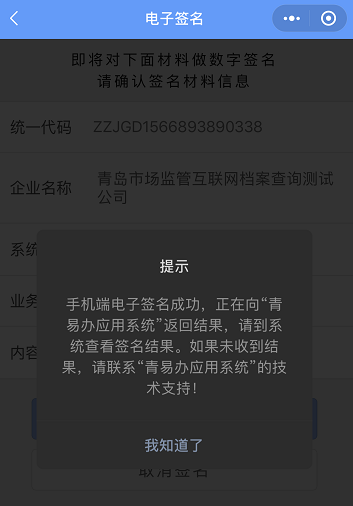 电子签名
即将对下面材料做数字签名
请确认签名材料信息
统一代码 ZZJGD1566893890338
企业名称 青岛市场监管互联网档案查询测试
公司
系统
业务
内容
提示
手机端电子签名成功，正在向“青
易办应用系统”返回结果，请到系
统查看签名结果。如果未收到结
果，请联系“青易办应用系统”的技
术支持！
我知道了
取消签名